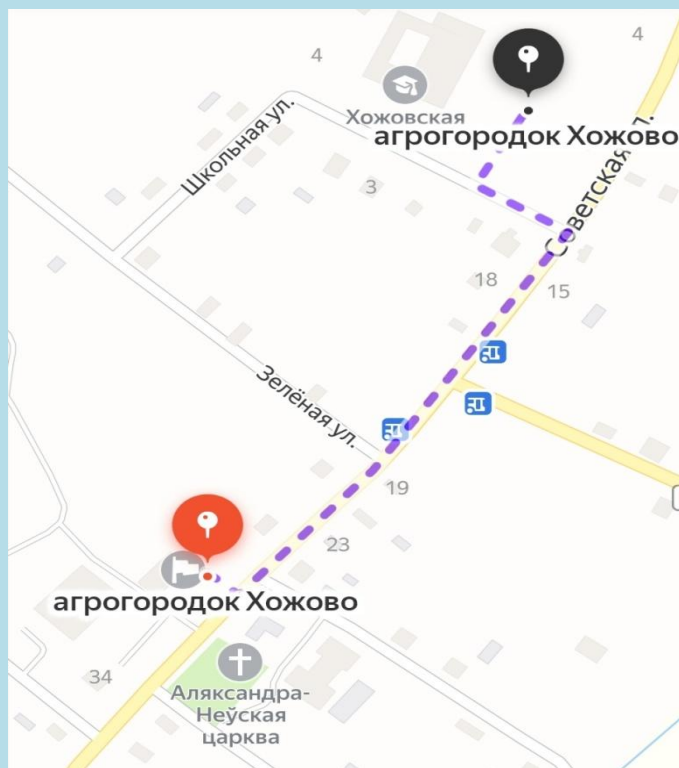 4
4
Хожовская
агрогородок Хожово
Школьная ул.
3
Советская ул.
18
15
Зелёная ул.
19
23
агрогородок Хожово
34
Аляксандра-
Неўская
царква